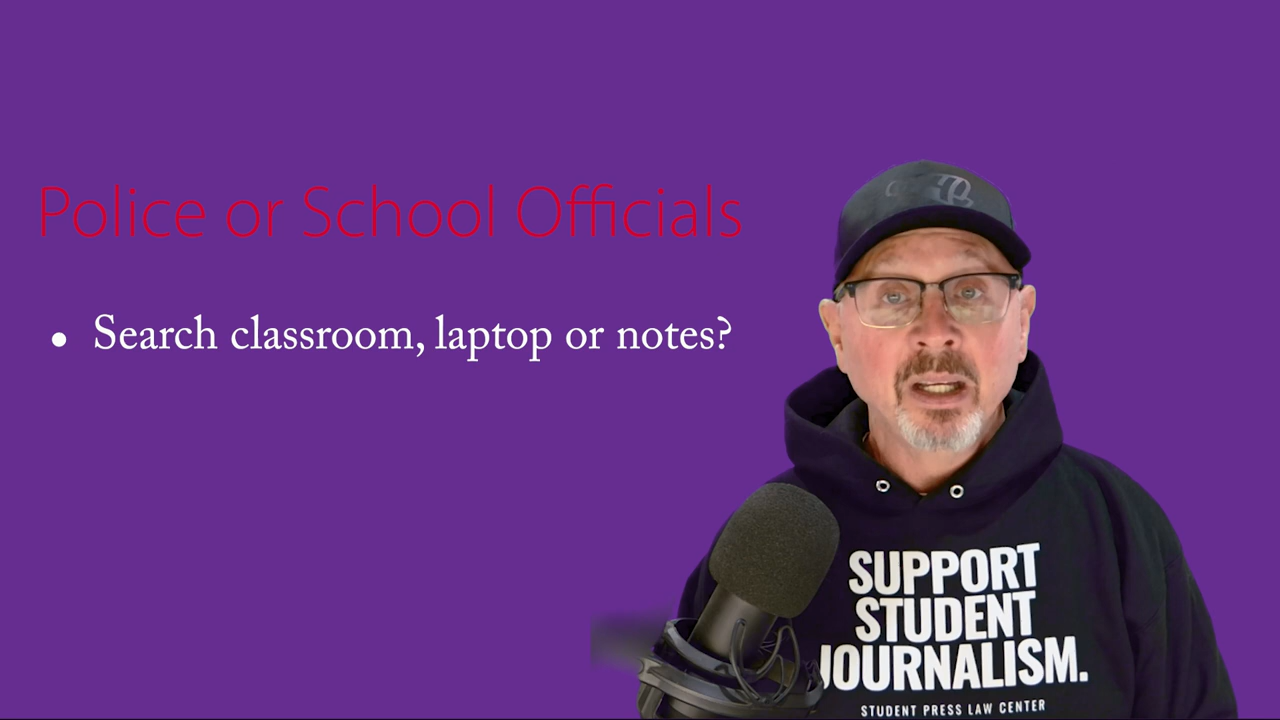 Police or School Officials
• Search classroom, laptop or notes?
SUPPORT
STUDENT
JOURNALISM.
STUDENT PRESS LAW CENTER